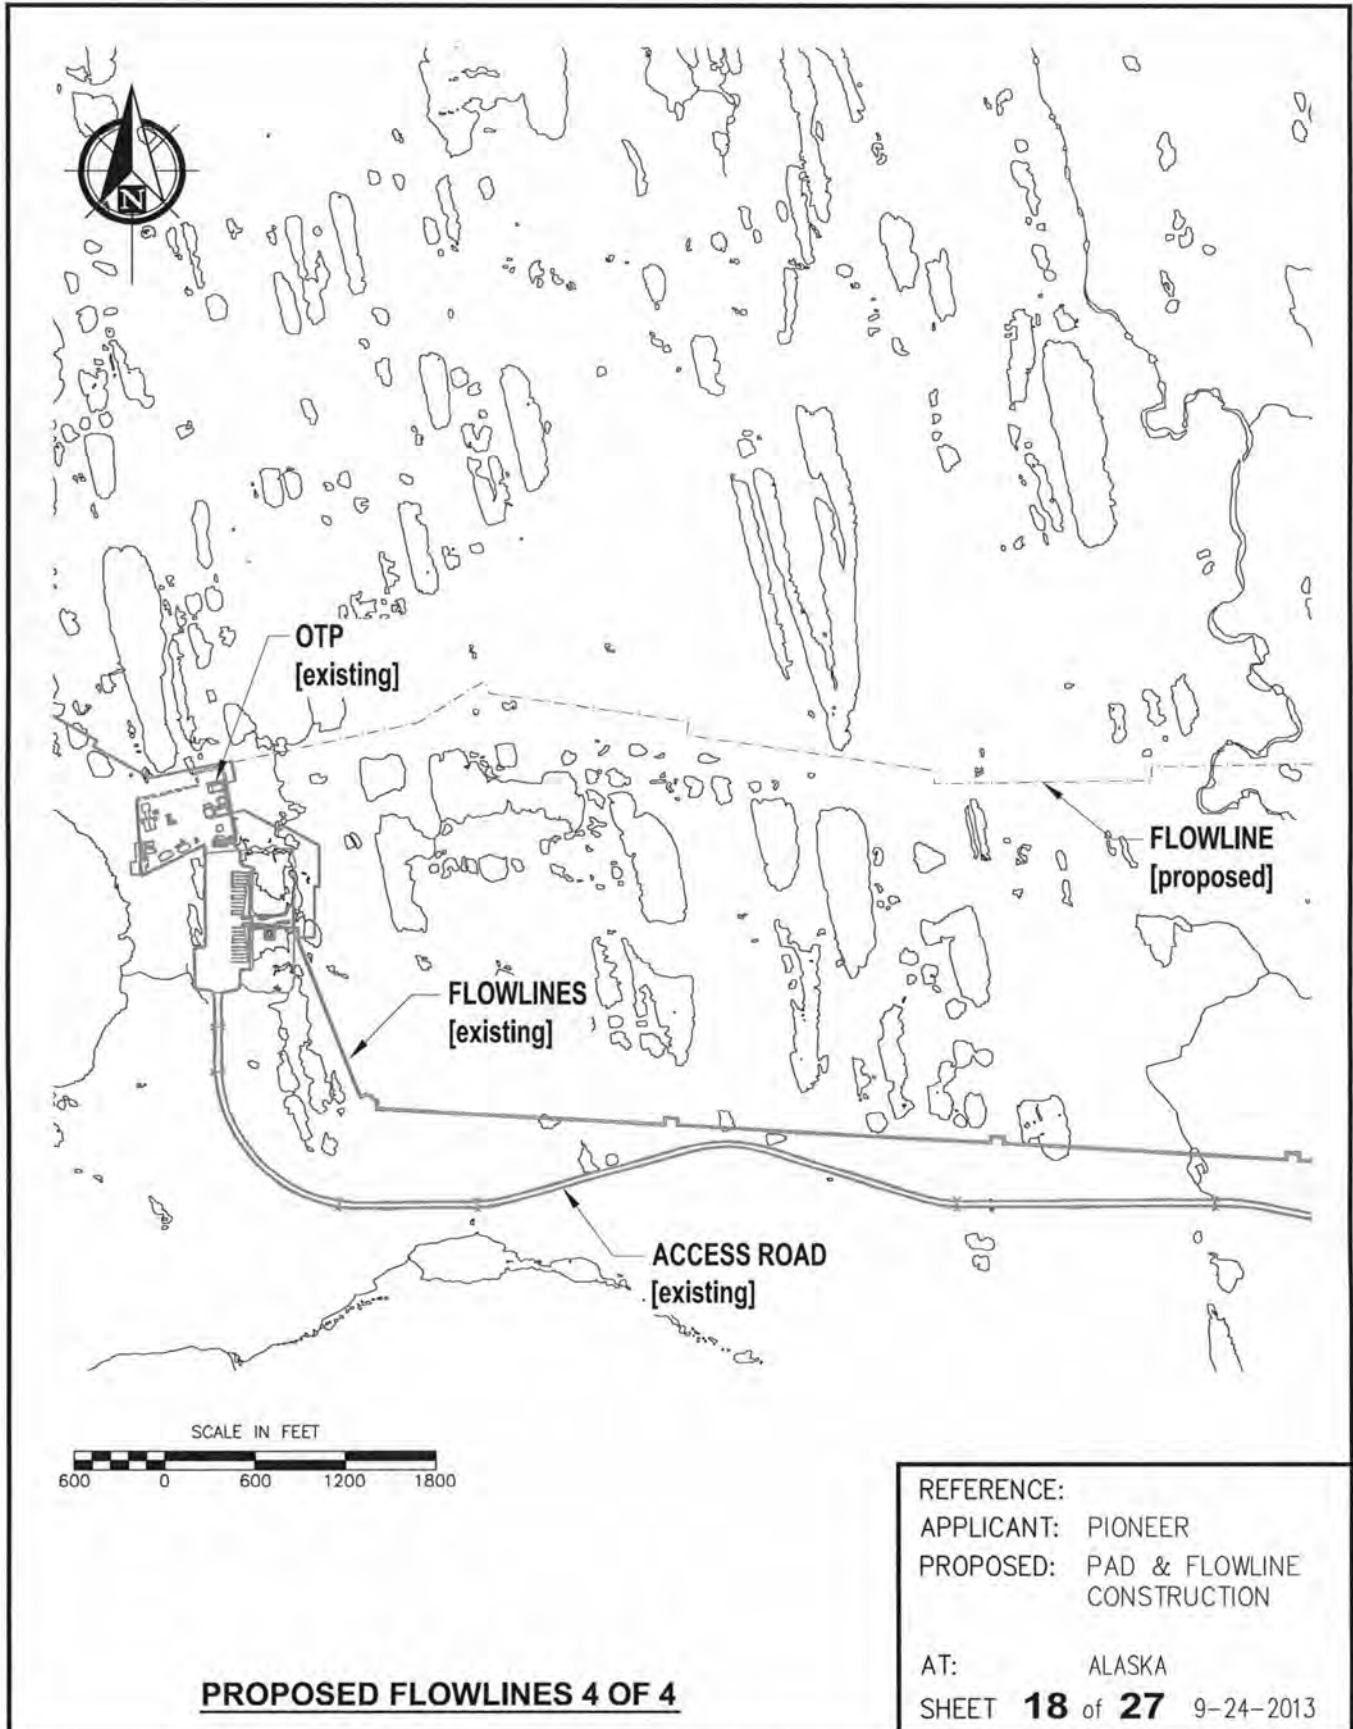 N
OTP
[existing]
FLOWLINE
[proposed]
FLOWLINES
[existing]
ACCESS ROAD
[existing]
SCALE IN FEET
600 0 600 1200 1800
REFERENCE:
APPLICANT: PIONEER
PROPOSED: PAD & FLOWLINE
CONSTRUCTION
AT: ALASKA
SHEET 18 of 27 9-24-2013
PROPOSED FLOWLINES 4 OF 4